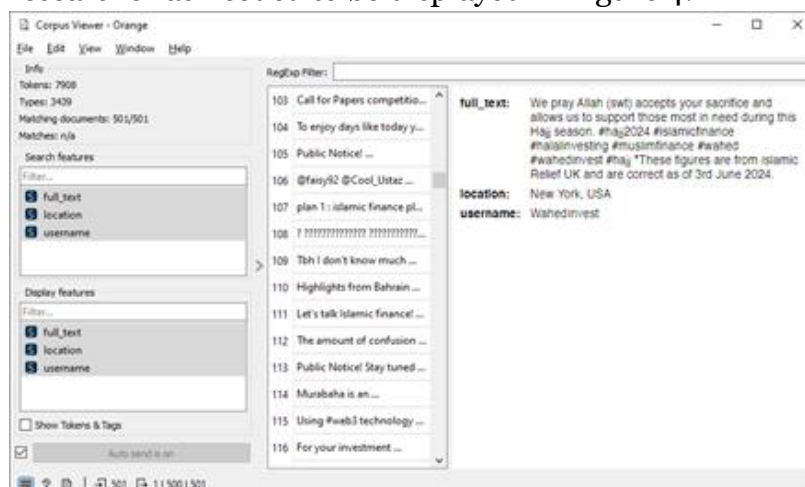 Corpus Viewer - Orange
File Edit View Window Help
Info
Tokens: 7908
Types: 3439
Matching documents: 501/501
Matches: n/a
Search features
Filter...
S full_text
S location
S username
Display features
Filter...
S full_text
S location
S username
Show Tokens & Tags
Auto send is on
501 1|500|501
RegExp Filter:
103 Call for Papers competitio...
104 To enjoy days like today y...
105 Public Notice! ...
106 @faisy92 @Cool_Ustaz ...
107 plan 1 : islamic finance pl...
108 ? ??????????????? ???????????...
109 Tbh I don't know much ...
110 Highlights from Bahrain ...
111 Let's talk Islamic finance! ...
112 The amount of confusion ...
113 Public Notice! Stay tuned ...
114 Murabaha is an ...
115 Using #web3 technology ...
116 For your investment ...
full_text: We pray Allah (swt) accepts your sacrifice and
allows us to support those most in need during this
Hajj season. #hajj2024 #islamicfinance
#halalinvesting #muslimfinance #wahed
#wahedinvest #hajj *These figures are from Islamic
Relief UK and are correct as of 3rd June 2024.
location: New York, USA
username: Wahedinvest